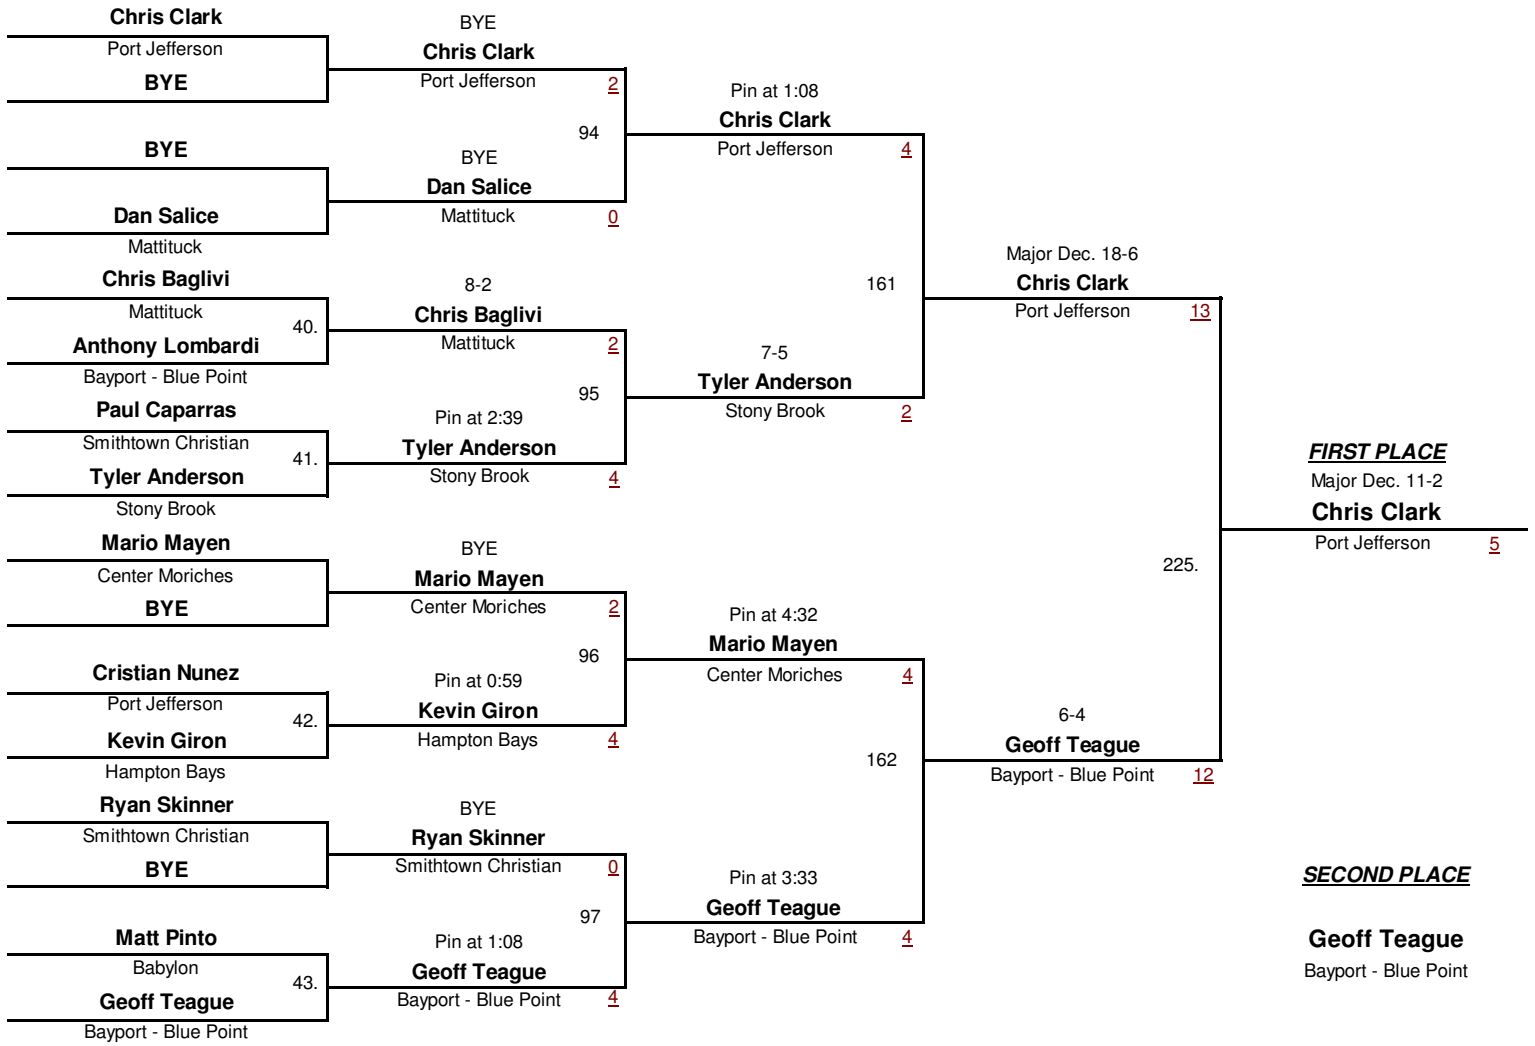 Chris Clark
Port Jefferson
BYE
BYE
Dan Salice
Mattituck
Chris Baglivi
Mattituck
40.
Anthony Lombardi
Bayport - Blue Point
Paul Caparras
Smithtown Christian
41.
Tyler Anderson
Stony Brook
Mario Mayen
Center Moriches
BYE
Cristian Nunez
Port Jefferson
42.
Kevin Giron
Hampton Bays
Ryan Skinner
Smithtown Christian
BYE
Matt Pinto
Babylon
43.
Geoff Teague
Bayport - Blue Point
BYE
Chris Clark
Port Jefferson 2
94
BYE
Dan Salice
Mattituck 0
8-2
Chris Baglivi
Mattituck 2
95
Pin at 2:39
Tyler Anderson
Stony Brook 4
BYE
Mario Mayen
Center Moriches 2
96
Pin at 0:59
Kevin Giron
Hampton Bays 4
BYE
Ryan Skinner
Smithtown Christian 0
97
Pin at 1:08
Geoff Teague
Bayport - Blue Point 4
Pin at 1:08
Chris Clark
Port Jefferson 4
161
7-5
Tyler Anderson
Stony Brook 2
Pin at 4:32
Mario Mayen
Center Moriches 4
162
Pin at 3:33
Geoff Teague
Bayport - Blue Point 4
Major Dec. 18-6
Chris Clark
Port Jefferson 13
225.
6-4
Geoff Teague
Bayport - Blue Point 12
FIRST PLACE
Major Dec. 11-2
Chris Clark
Port Jefferson 5
SECOND PLACE
Geoff Teague
Bayport - Blue Point